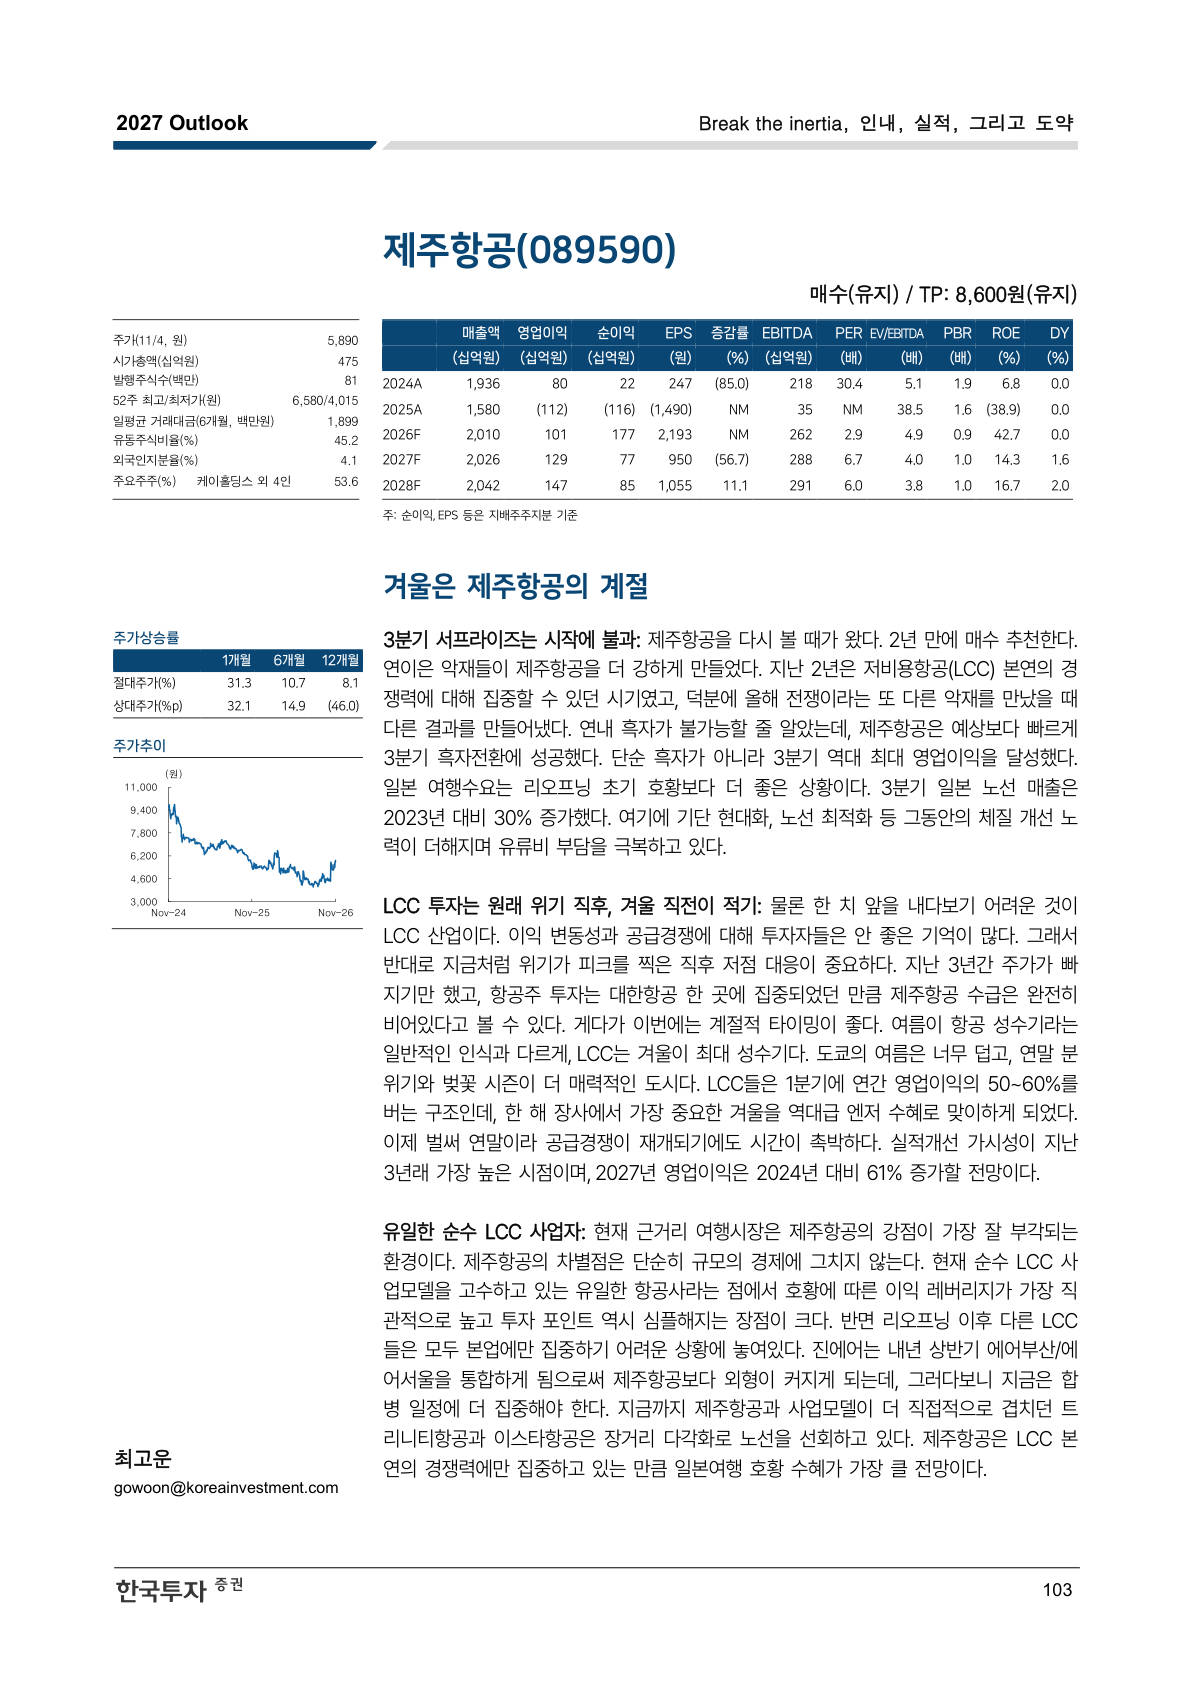 2027 Outlook
Break the inertia, 인내, 실적, 그리고 도약
제주항공(089590)
매수(유지) / TP: 8,600원(유지)
주가(11/4, 원) 5,890
시가총액(십억원) 475
발행주식수(백만) 81
52주 최고/최저가(원) 6,580/4,015
일평균 거래대금(6개월, 백만원) 1,899
유동주식비율(%) 45.2
외국인지분율(%) 4.1
주요주주(%) 케이홀딩스 외 4인 53.6
매출액 영업이익 순이익 EPS 증감률 EBITDA PER EV/EBITDA PBR ROE DY
(십억원) (십억원) (십억원) (원) (%) (십억원) (배) (배) (배) (%) (%)
2024A 1,936 80 22 247 (85.0) 218 30.4 5.1 1.9 6.8 0.0
2025A 1,580 (112) (116) (1,490) NM 35 NM 38.5 1.6 (38.9) 0.0
2026F 2,010 101 177 2,193 NM 262 2.9 4.9 0.9 42.7 0.0
2027F 2,026 129 77 950 (56.7) 288 6.7 4.0 1.0 14.3 1.6
2028F 2,042 147 85 1,055 11.1 291 6.0 3.8 1.0 16.7 2.0
주: 순이익, EPS 등은 지배주주지분 기준
주가상승률
1개월 6개월 12개월
절대주가(%) 31.3 10.7 8.1
상대주가(%p) 32.1 14.9 (46.0)
주가추이
(원)
11,000
9,400
7,800
6,200
4,600
3,000
Nov-24 Nov-25 Nov-26
겨울은 제주항공의 계절
3분기 서프라이즈는 시작에 불과: 제주항공을 다시 볼 때가 왔다. 2년 만에 매수 추천한다.
연이은 악재들이 제주항공을 더 강하게 만들었다. 지난 2년은 저비용항공(LCC) 본연의 경
쟁력에 대해 집중할 수 있던 시기였고, 덕분에 올해 전쟁이라는 또 다른 악재를 만났을 때
다른 결과를 만들어냈다. 연내 흑자가 불가능할 줄 알았는데, 제주항공은 예상보다 빠르게
3분기 흑자전환에 성공했다. 단순 흑자가 아니라 3분기 역대 최대 영업이익을 달성했다.
일본 여행수요는 리오프닝 초기 호황보다 더 좋은 상황이다. 3분기 일본 노선 매출은
2023년 대비 30% 증가했다. 여기에 기단 현대화, 노선 최적화 등 그동안의 체질 개선 노
력이 더해지며 유류비 부담을 극복하고 있다.
LCC 투자는 원래 위기 직후, 겨울 직전이 적기: 물론 한 치 앞을 내다보기 어려운 것이
LCC 산업이다. 이익 변동성과 공급경쟁에 대해 투자자들은 안 좋은 기억이 많다. 그래서
반대로 지금처럼 위기가 피크를 찍은 직후 저점 대응이 중요하다. 지난 3년간 주가가 빠
지기만 했고, 항공주 투자는 대한항공 한 곳에 집중되었던 만큼 제주항공 수급은 완전히
비어있다고 볼 수 있다. 게다가 이번에는 계절적 타이밍이 좋다. 여름이 항공 성수기라는
일반적인 인식과 다르게, LCC는 겨울이 최대 성수기다. 도쿄의 여름은 너무 덥고, 연말 분
위기와 벚꽃 시즌이 더 매력적인 도시다. LCC들은 1분기에 연간 영업이익의 50~60%를
버는 구조인데, 한 해 장사에서 가장 중요한 겨울을 역대급 엔저 수혜로 맞이하게 되었다.
이제 벌써 연말이라 공급경쟁이 재개되기에도 시간이 촉박하다. 실적개선 가시성이 지난
3년래 가장 높은 시점이며, 2027년 영업이익은 2024년 대비 61% 증가할 전망이다.
유일한 순수 LCC 사업자: 현재 근거리 여행시장은 제주항공의 강점이 가장 잘 부각되는
환경이다. 제주항공의 차별점은 단순히 규모의 경제에 그치지 않는다. 현재 순수 LCC 사
업모델을 고수하고 있는 유일한 항공사라는 점에서 호황에 따른 이익 레버리지가 가장 직
관적으로 높고 투자 포인트 역시 심플해지는 장점이 크다. 반면 리오프닝 이후 다른 LCC
들은 모두 본업에만 집중하기 어려운 상황에 놓여있다. 진에어는 내년 상반기 에어부산/에
어서울을 통합하게 됨으로써 제주항공보다 외형이 커지게 되는데, 그러다보니 지금은 합
병 일정에 더 집중해야 한다. 지금까지 제주항공과 사업모델이 더 직접적으로 겹치던 트
리니티항공과 이스타항공은 장거리 다각화로 노선을 선회하고 있다. 제주항공은 LCC 본
연의 경쟁력에만 집중하고 있는 만큼 일본여행 호황 수혜가 가장 클 전망이다.
최고운
gowoon@koreainvestment.com
한국투자 증권
103